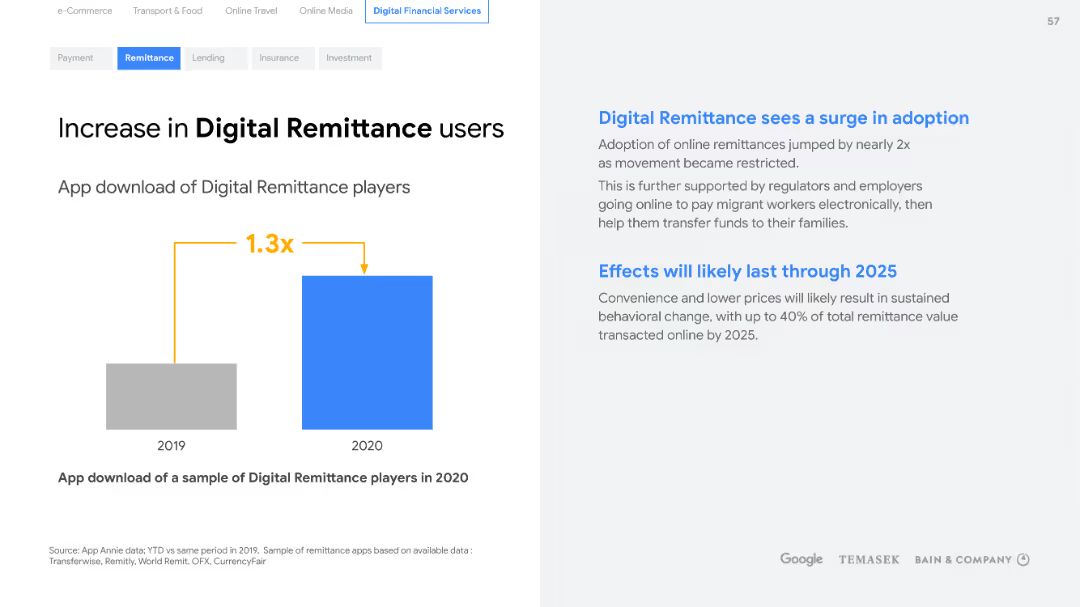 e-Commerce Transport & Food Online Travel Online Media Digital Financial Services
57
Payment Remittance Lending Insurance Investment
Increase in Digital Remittance users
App download of Digital Remittance players
1.3x
2019 2020
App download of a sample of Digital Remittance players in 2020
Source: App Annie data; YTD vs same period in 2019. Sample of remittance apps based on available data :
Transferwise, Remitly, World Remit, OFX, CurrencyFair
Digital Remittance sees a surge in adoption
Adoption of online remittances jumped by nearly 2x
as movement became restricted.
This is further supported by regulators and employers
going online to pay migrant workers electronically, then
help them transfer funds to their families.
Effects will likely last through 2025
Convenience and lower prices will likely result in sustained
behavioral change, with up to 40% of total remittance value
transacted online by 2025.
Google TEMASEK BAIN & COMPANY